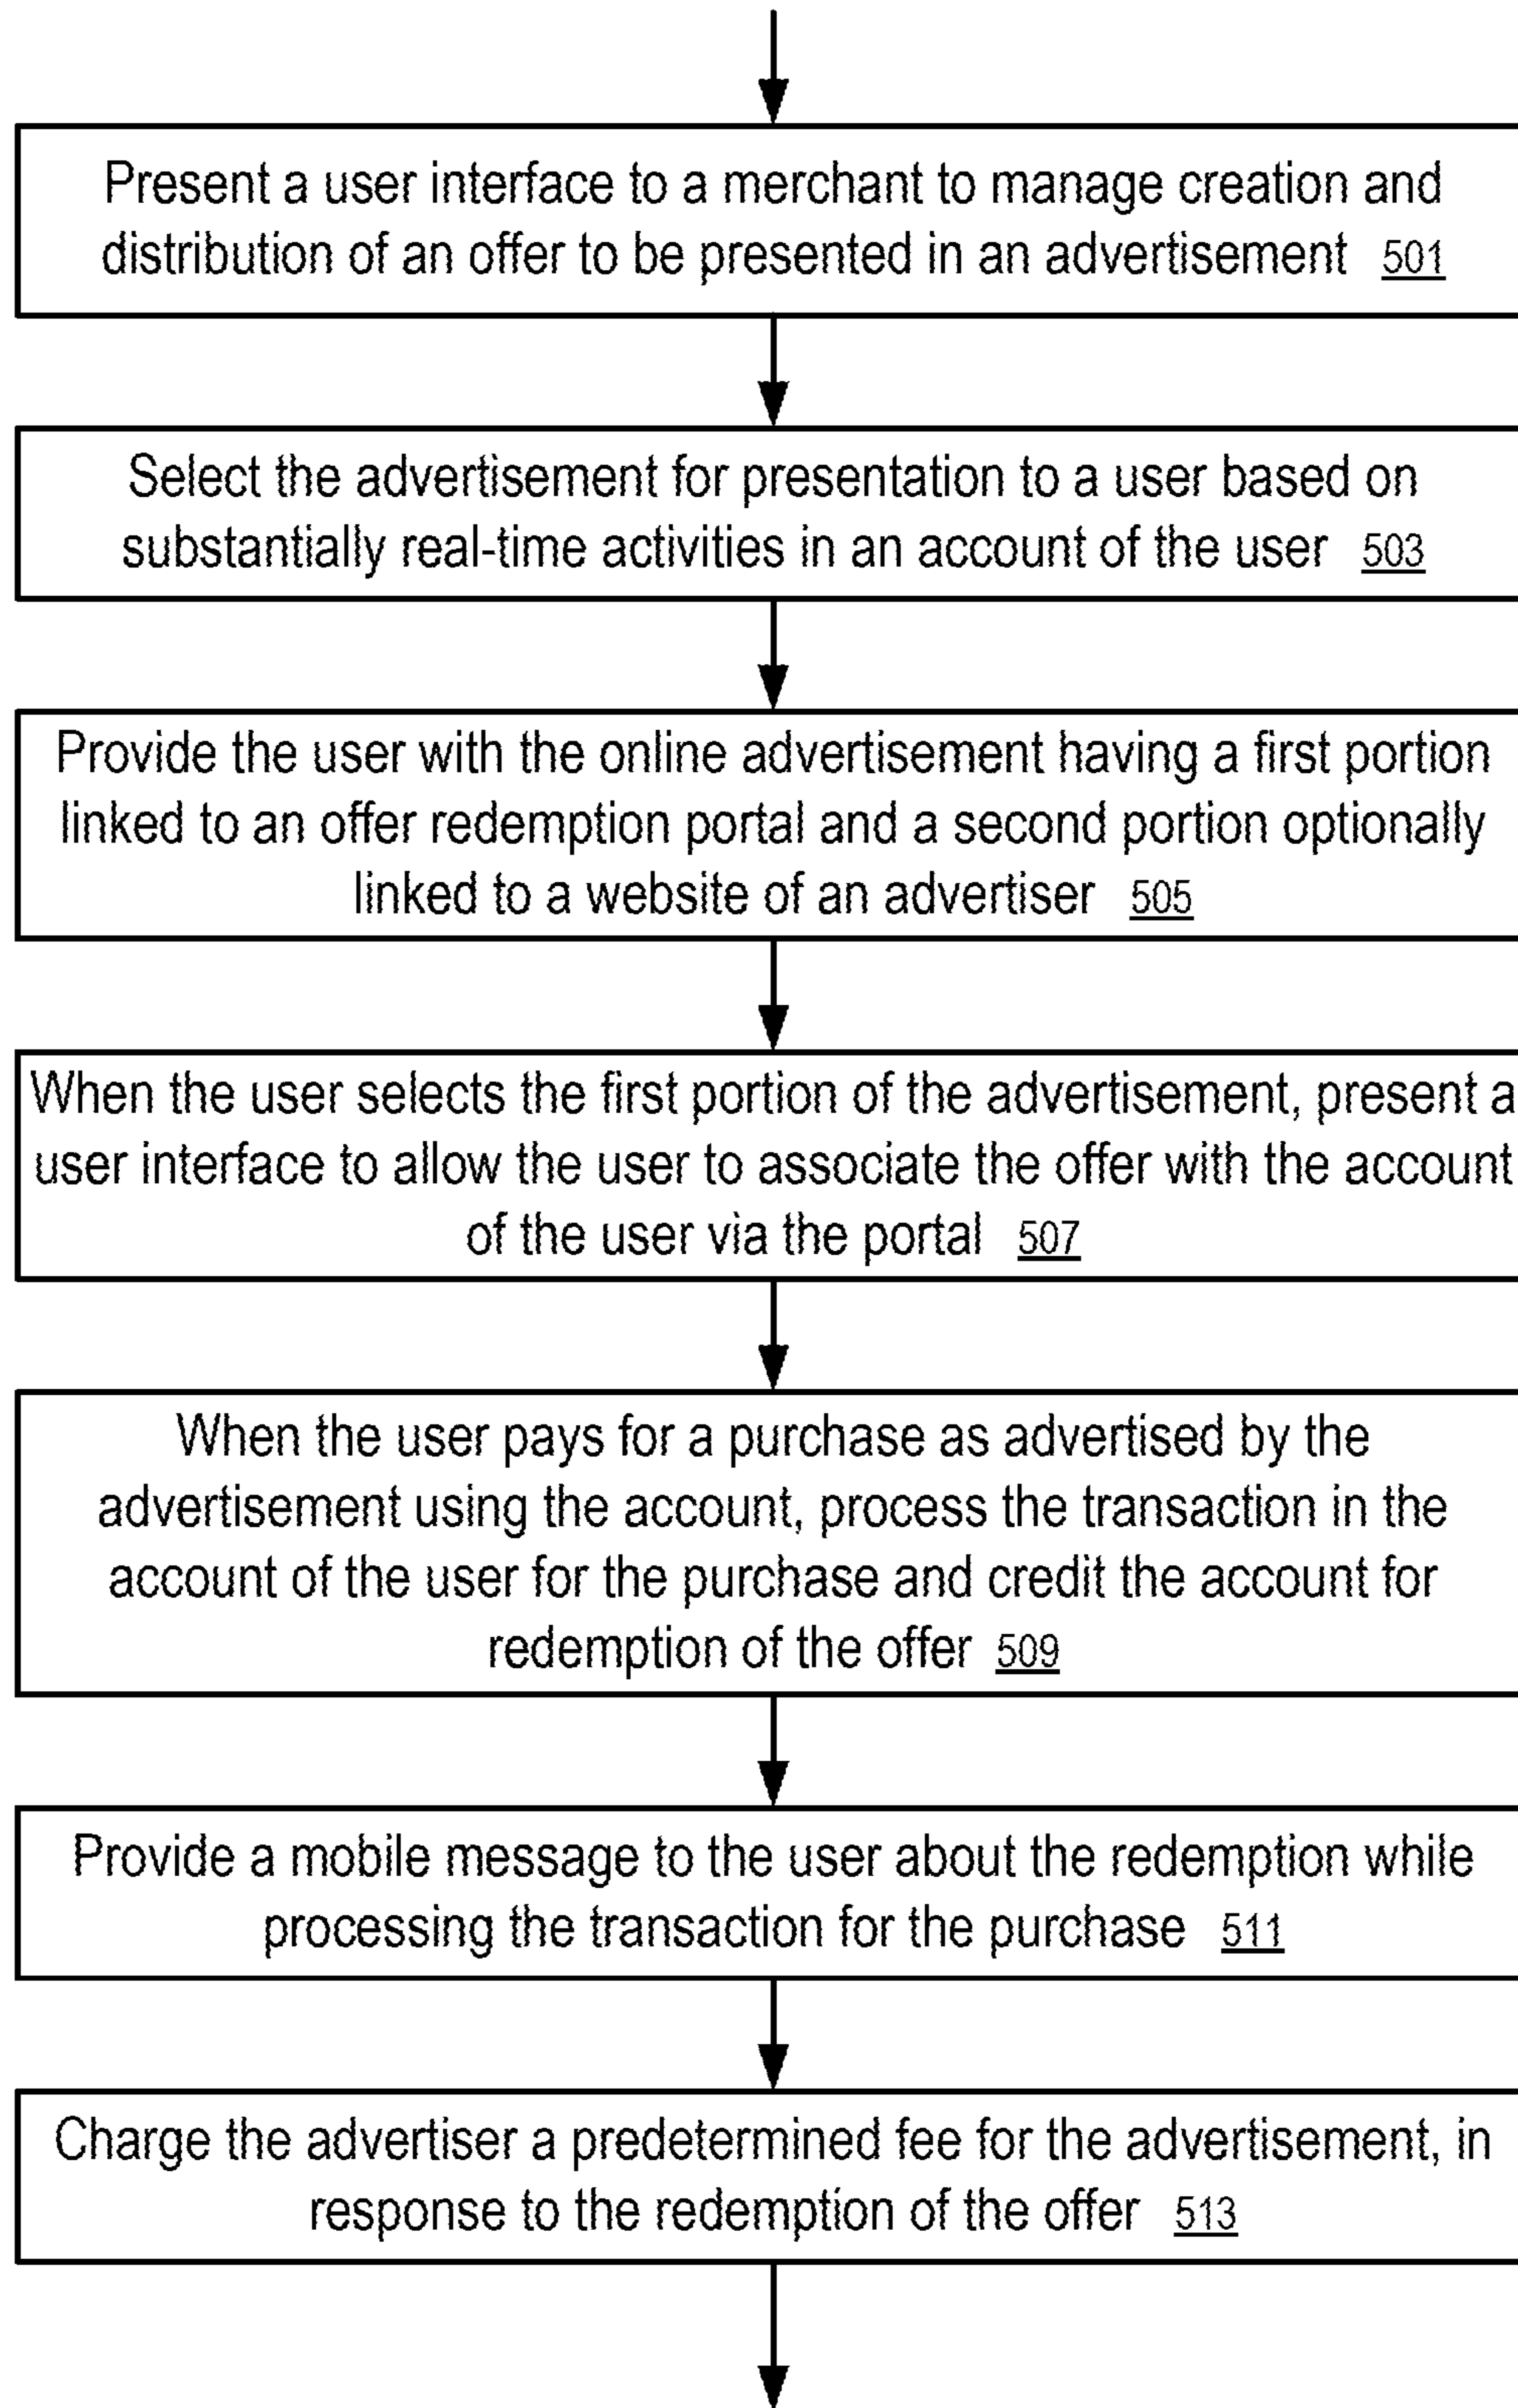 Present a user interface to a merchant to manage creation and
distribution of an offer to be presented in an advertisement 501
Select the advertisement for presentation to a user based on
substantially real-time activities in an account of the user 503
Provide the user with the online advertisement having a first portion
linked to an offer redemption portal and a second portion optionally
linked to a website of an advertiser 505
When the user selects the first portion of the advertisement, present a
user interface to allow the user to associate the offer with the account
of the user via the portal 507
When the user pays for a purchase as advertised by the
advertisement using the account, process the transaction in the
account of the user for the purchase and credit the account for
redemption of the offer 509
Provide a mobile message to the user about the redemption while
processing the transaction for the purchase 511
Charge the advertiser a predetermined fee for the advertisement, in
response to the redemption of the offer 513